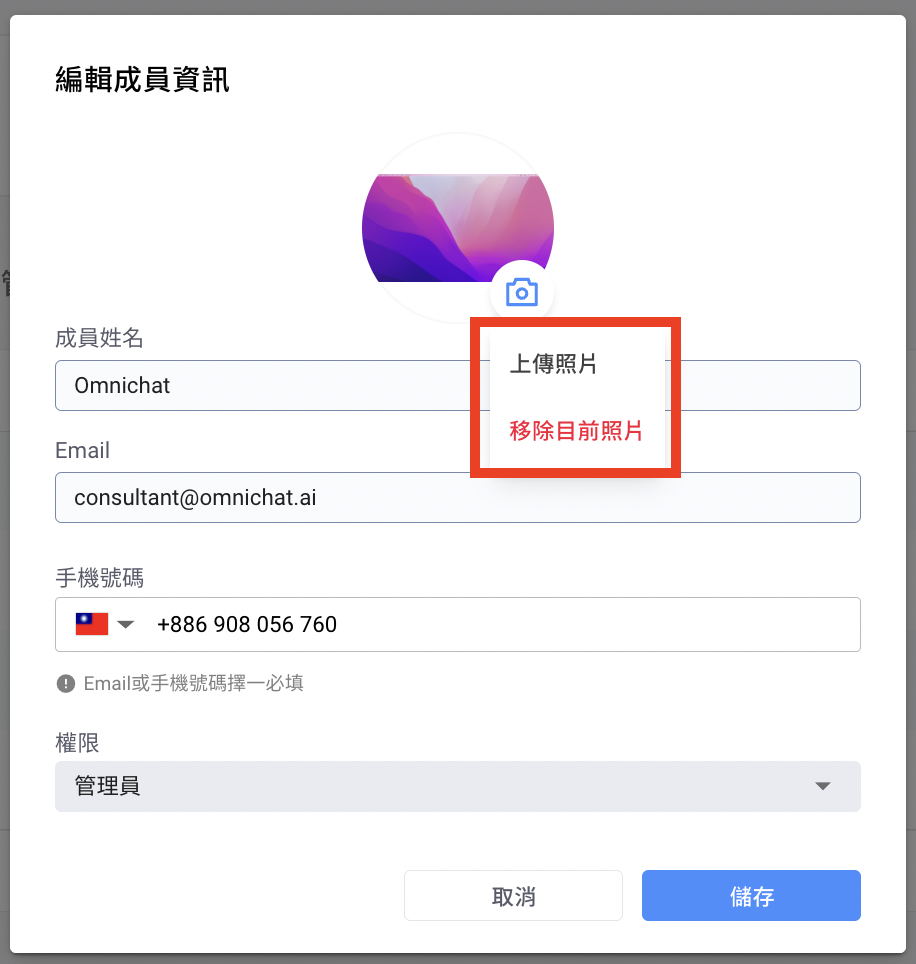 編輯成員資訊
成員姓名
上傳照片
Omnichat
移除目前照片
Email
consultant@omnichat.ai
手機號碼
+886 908 056 760
Email或手機號碼擇一必填
權限
管理員
取消
儲存